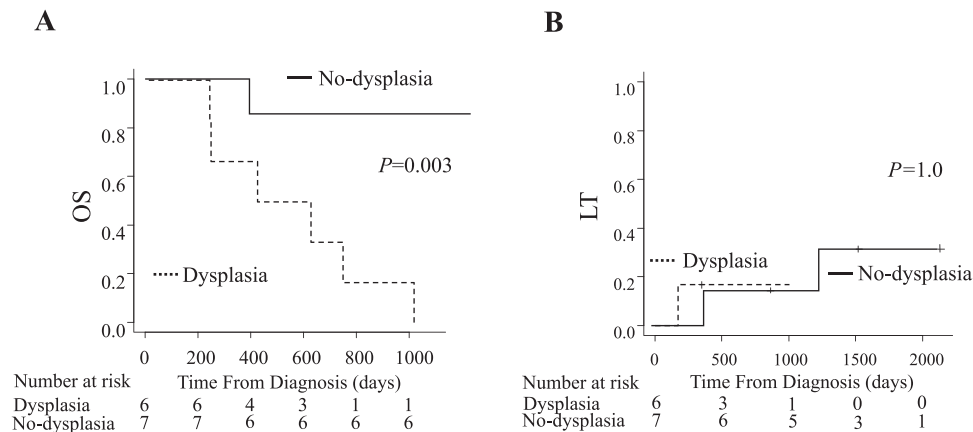 A
1.0
0.8
0.6
0.4
0.2
0.0
OS
No-dysplasia
P=0.003
Dysplasia
0 200 400 600 800 1000
Number at risk Time From Diagnosis (days)
Dysplasia 6 6 4 3 1 1
No-dysplasia 7 7 6 6 6 6
B
1.0
0.8
0.6
0.4
0.2
0.0
LT
P=1.0
Dysplasia
No-dysplasia
0 500 1000 1500 2000
Number at risk Time From Diagnosis (days)
Dysplasia 6 3 1 0 0
No-dysplasia 7 6 5 3 1